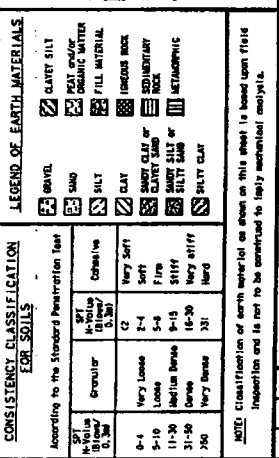 CONSISTENCY CLASSIFICATION
FOR SOILS
According to the Standard Penetration Test
SPT N-Value (Blows/ 0.3m) Granular SPT N-Value (Blows/ 0.3m) Cohesive
0-4 Very Loose <2 Very Soft
5-10 Loose 2-4 Soft
11-30 Medium Dense 5-8 Firm
31-50 Dense 9-15 Stiff
>50 Very Dense 16-30 Very Stiff
>31 Hard
LEGEND OF EARTH MATERIALS
GRAVEL
SAND
SILT
CLAY
SANDY CLAY or
CLAYEY SAND
SANDY SILT or
SILTY SAND
SILTY CLAY
CLAYEY SILT
PEAT and/or
ORGANIC MATTER
FILL MATERIAL
IGNEOUS ROCK
SEDIMENTARY
ROCK
METAMORPHIC
NOTE: Classification of earth material as shown on this sheet is based upon field
inspection and is not to be construed to imply mechanical analysis.